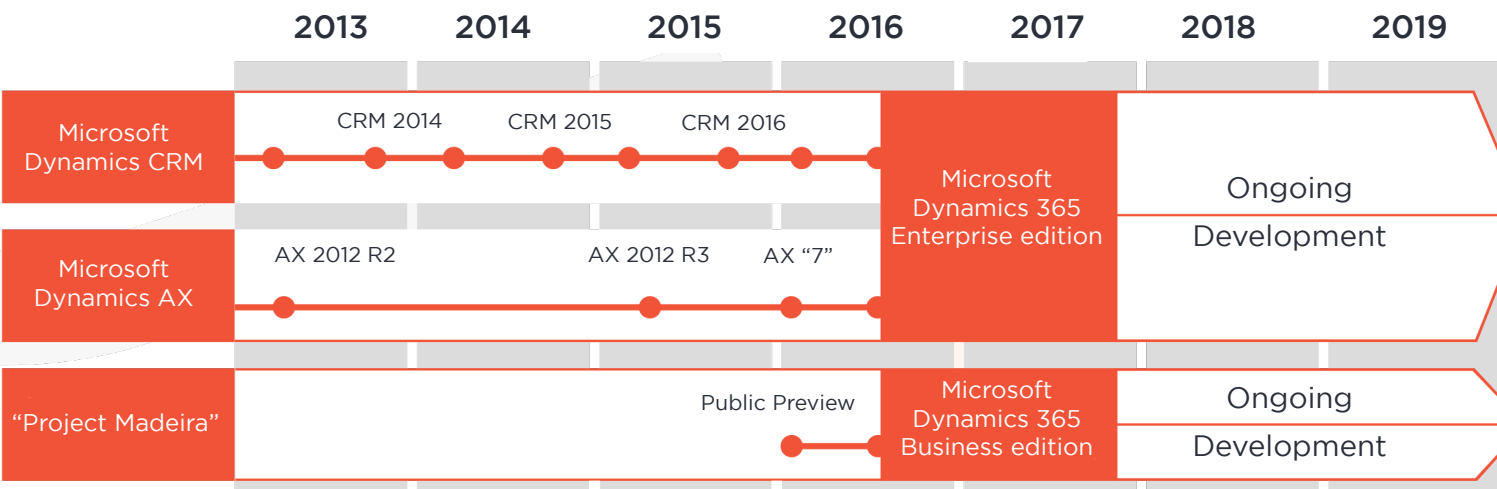 2013 2014 2015 2016 2017 2018 2019
Microsoft
Dynamics CRM
CRM 2014 CRM 2015 CRM 2016
Microsoft
Dynamics AX
AX 2012 R2 AX 2012 R3 AX “7”
Microsoft
Dynamics 365
Enterprise edition
Ongoing
Development
“Project Madeira”
Public Preview
Microsoft
Dynamics 365
Business edition
Ongoing
Development